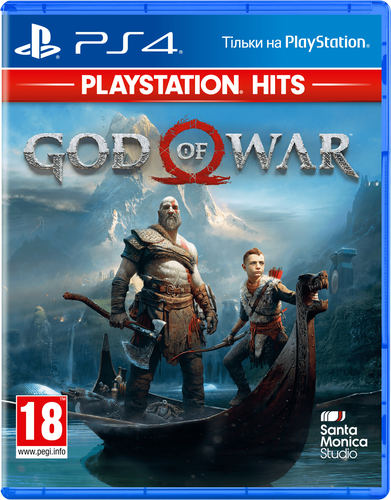 PS4
Тільки на PlayStation®
PLAYSTATION® HITS
GOD OF WAR
18
www.pegi.info
Santa
Monica
Studio